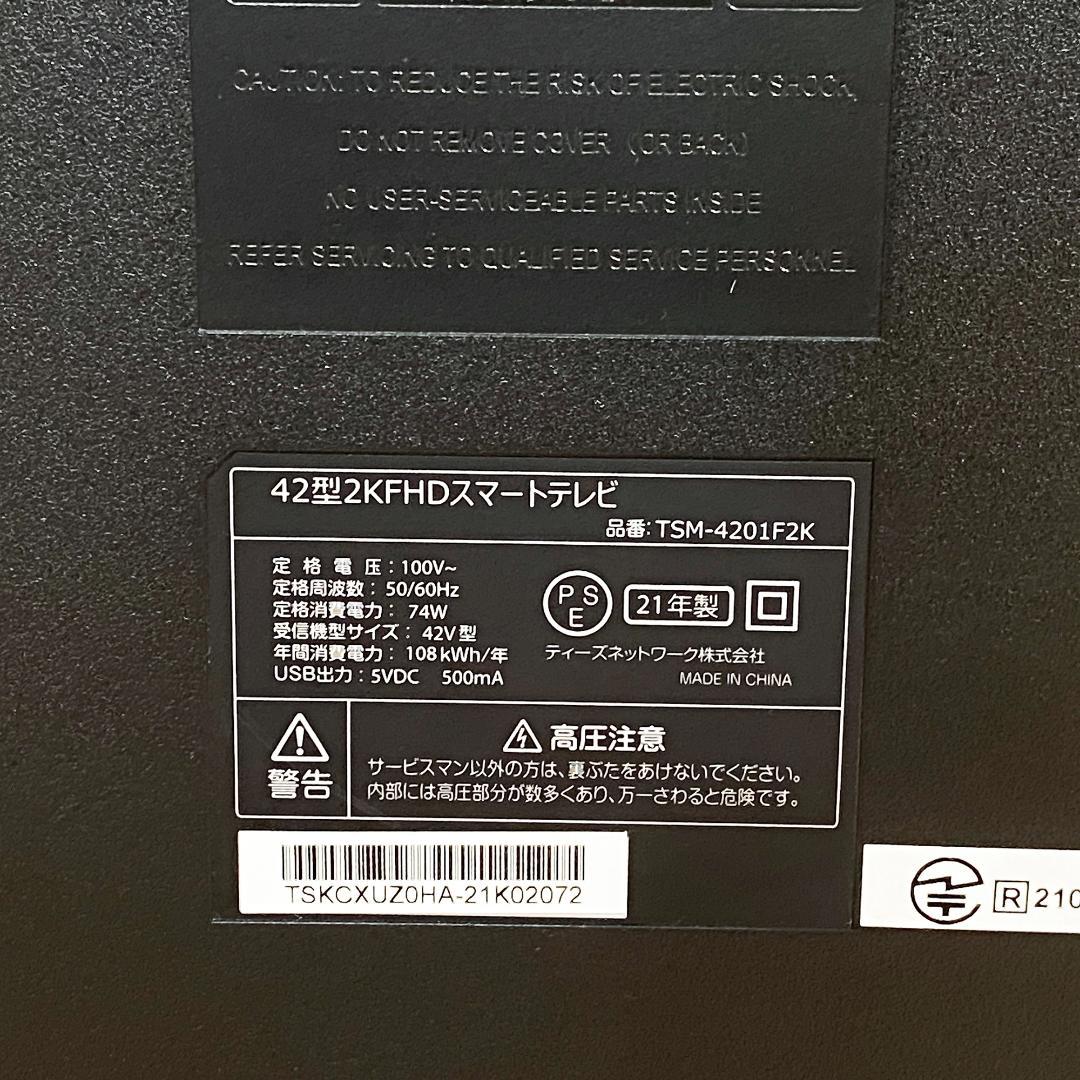 CAUTION: TO REDUCE THE RISK OF ELECTRIC SHOCK,
DO NOT REMOVE COVER (OR BACK)
NO USER-SERVICEABLE PARTS INSIDE
REFER SERVICING TO QUALIFIED SERVICE PERSONNEL
42型2KFHDスマートテレビ
品番: TSM-4201F2K
定格電圧: 100V~
定格周波数: 50/60Hz
定格消費電力: 74W
受信機型サイズ: 42V型
年間消費電力: 108kWh/年
USB出力: 5VDC 500mA
PSE
21年製
ティーズネットワーク株式会社
MADE IN CHINA
警告
高圧注意
サービスマン以外の方は、裏ぶたをあけないでください。
内部には高圧部分が数多くあり、万一さわると危険です。
TSKCXUZ0HA-21K02072
R 210